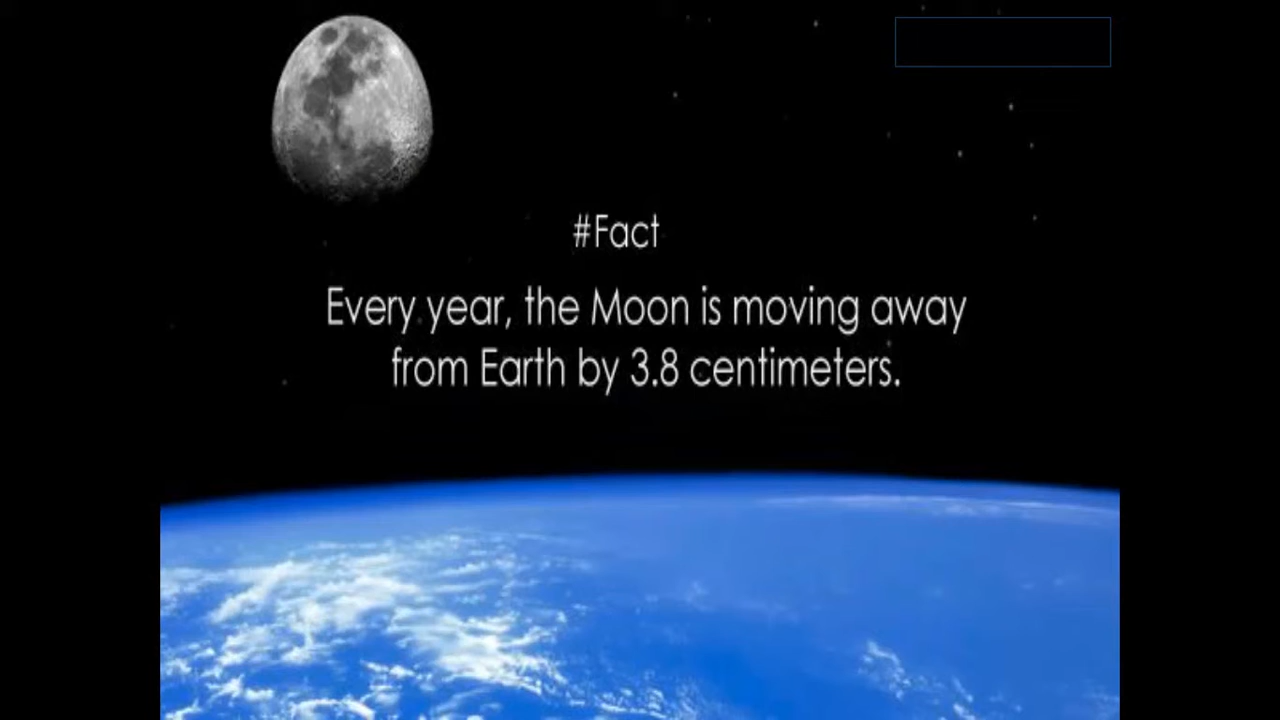 #Fact
Every year, the Moon is moving away
from Earth by 3.8 centimeters.